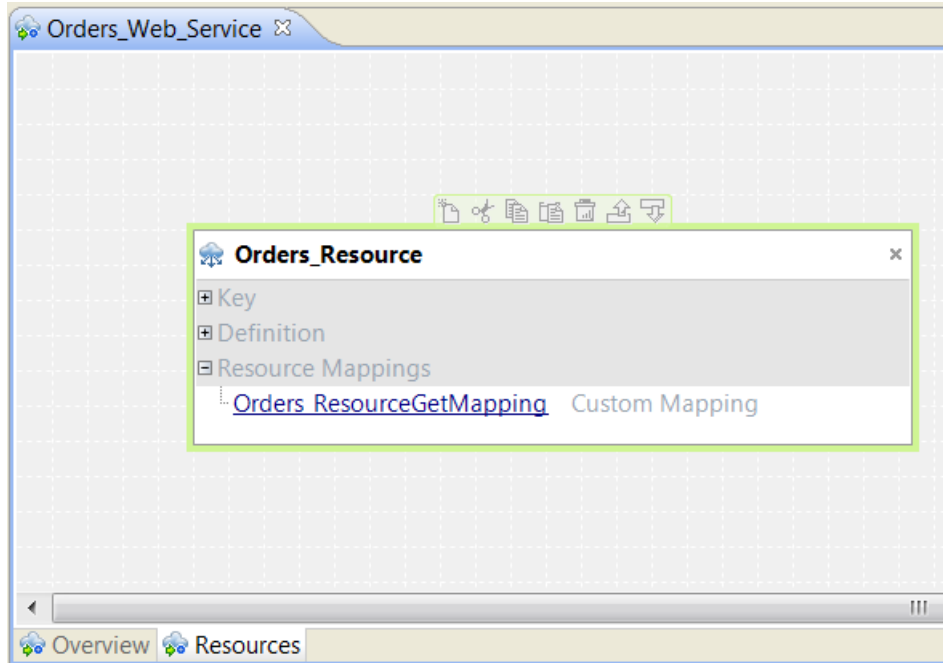 Orders_Web_Service
Orders_Resource
Key
Definition
Resource Mappings
Orders_ResourceGetMapping Custom Mapping
Overview Resources